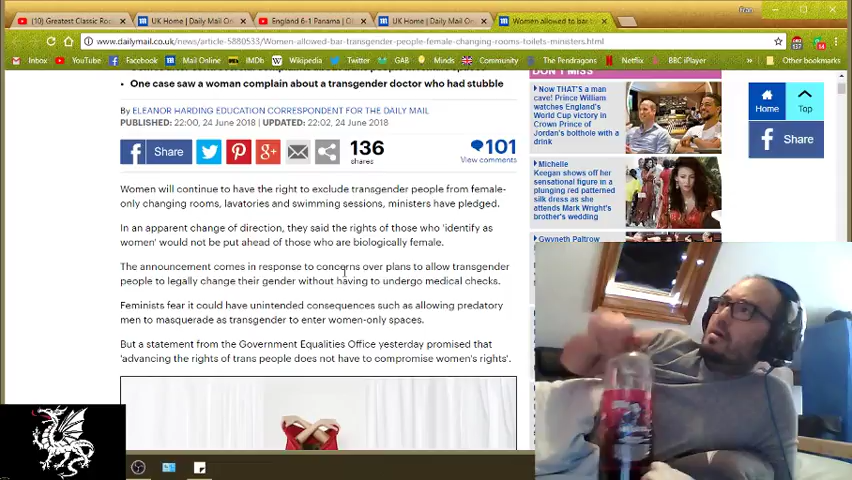 (10) Greatest Classic Ro
UK Home | Daily Mail Onl
England 6-1 Panama | G
UK Home | Daily Mail Onl
Women allowed to bar t
www.dailymail.co.uk/news/article-5880533/Women-allowed-bar-transgender-people-female-changing-rooms-toilets-ministers.html
Inbox
YouTube
Facebook
Mail Online
IMDb
Wikipedia
Twitter
GAB
Minds
Community
The Pensters
Netflix
BBC iPlayer
Other bookmarks
• One case saw a woman complain about a transgender doctor who had stubble
By ELEANOR HARDING EDUCATION CORRESPONDENT FOR THE DAILY MAIL
PUBLISHED: 22:00, 24 June 2018 | UPDATED: 22:02, 24 June 2018
Share
136
shares
101
View comments
Women will continue to have the right to exclude transgender people from female-
only changing rooms, lavatories and swimming sessions, ministers have pledged.
In an apparent change of direction, they said the rights of those who 'identify as
women' would not be put ahead of those who are biologically female.
The announcement comes in response to concerns over plans to allow transgender
people to legally change their gender without having to undergo medical checks.
Feminists fear it could have unintended consequences such as allowing predatory
men to masquerade as transgender to enter women-only spaces.
But a statement from the Government Equalities Office yesterday promised that
'advancing the rights of trans people does not have to compromise women's rights'.
DON'T MISS
Now THAT'S a man
cave! Prince William
watches England's
World Cup victory in
Crown Prince of
Jordan's bolthole with a
drink
Michelle
Keegan shows off her
sensational figure in a
plunging red patterned
silk dress as she
attends Mark Wright's
brother's wedding
Gwyneth Paltrow
Home
Top
Share